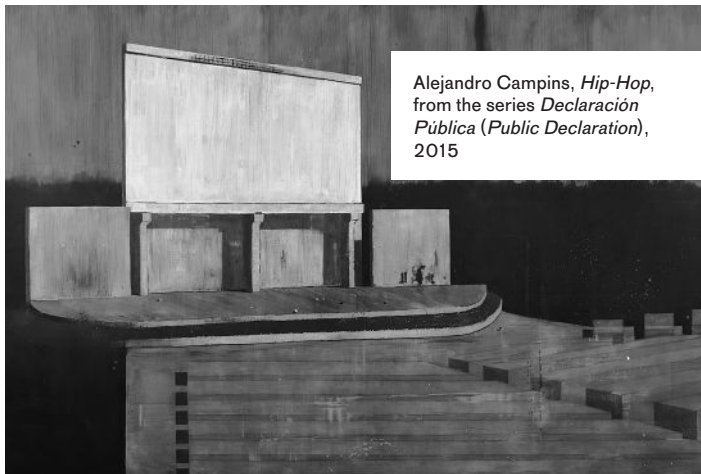 Alejandro Campins, Hip-Hop,
from the series Declaración
Pública (Public Declaration),
2015